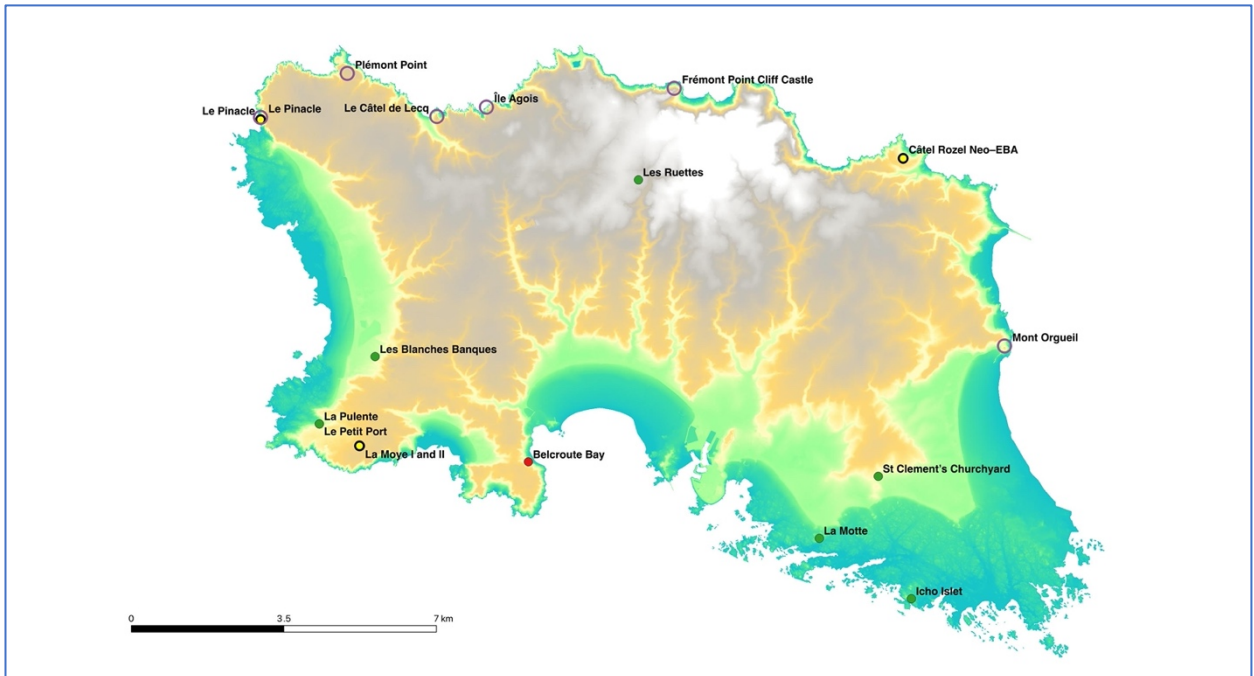 Plémont Point
Frémont Point Cliff Castle
Île Agois
Le Pinacle
Le Pinacle
Le Câtel de Lecq
Câtel Rozel Neo–EBA
Les Ruettes
Mont Orgueil
Les Blanches Banques
La Pulente
Le Petit Port
La Moye I and II
Belcroute Bay
St Clement's Churchyard
La Motte
Icho Islet
0 3.5 7 km